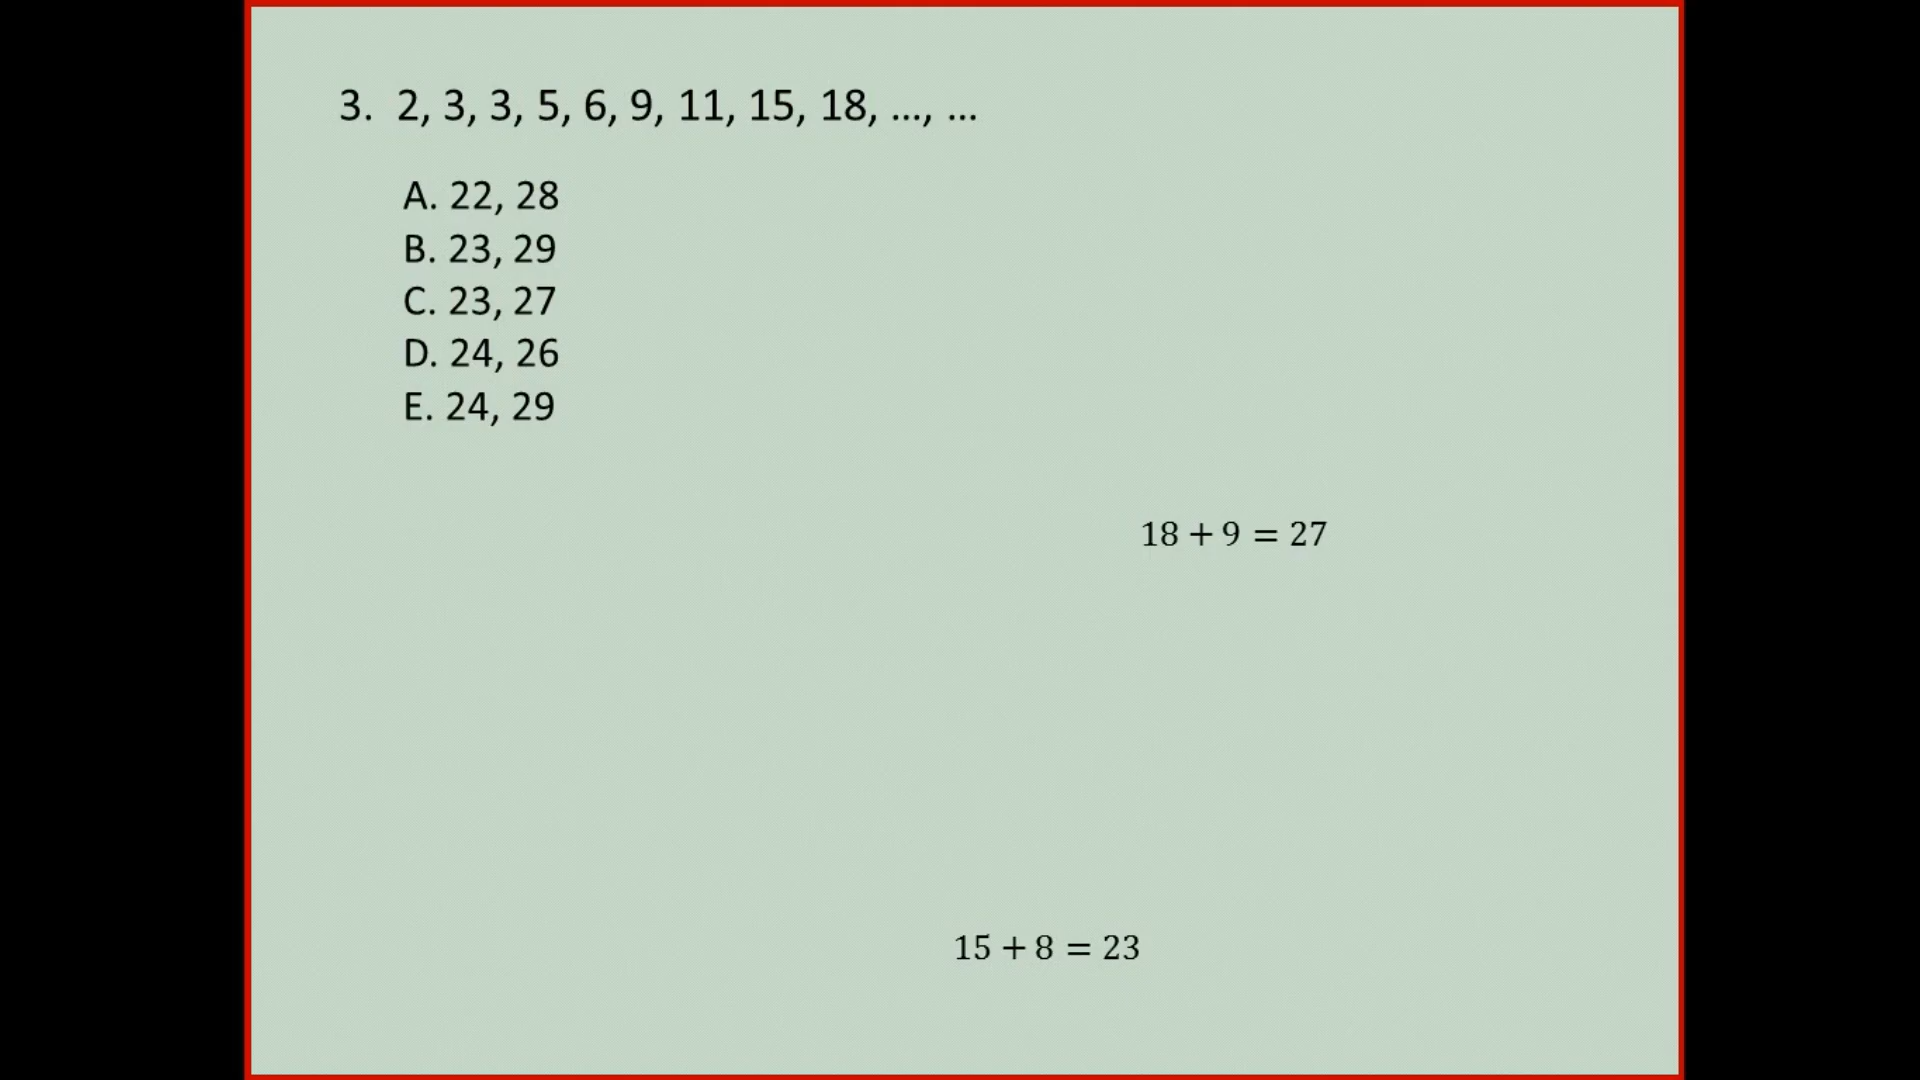 3. 2, 3, 3, 5, 6, 9, 11, 15, 18, ..., ...
A. 22, 28
B. 23, 29
C. 23, 27
D. 24, 26
E. 24, 29
18 + 9 = 27
15 + 8 = 23